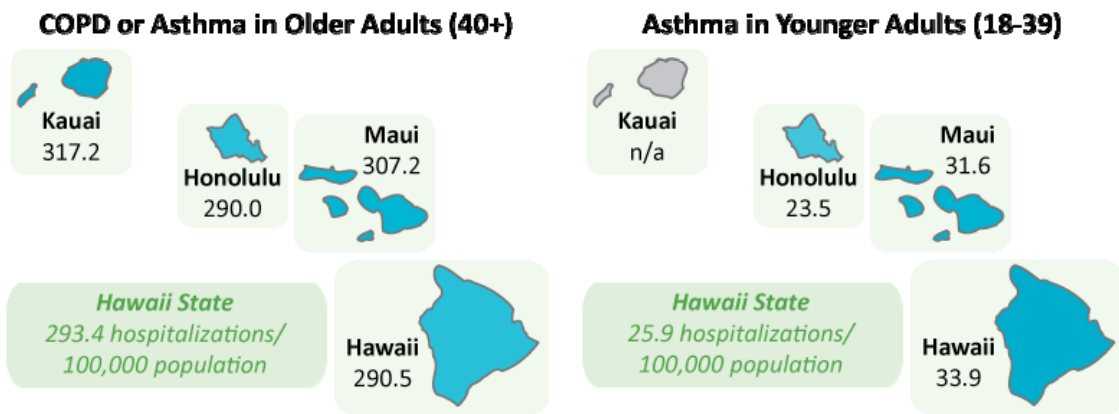 COPD or Asthma in Older Adults (40+)
Kauai
317.2
Honolulu
290.0
Maui
307.2
Hawaii State
293.4 hospitalizations/
100,000 population
Hawaii
290.5
Asthma in Younger Adults (18-39)
Kauai
n/a
Honolulu
23.5
Maui
31.6
Hawaii State
25.9 hospitalizations/
100,000 population
Hawaii
33.9